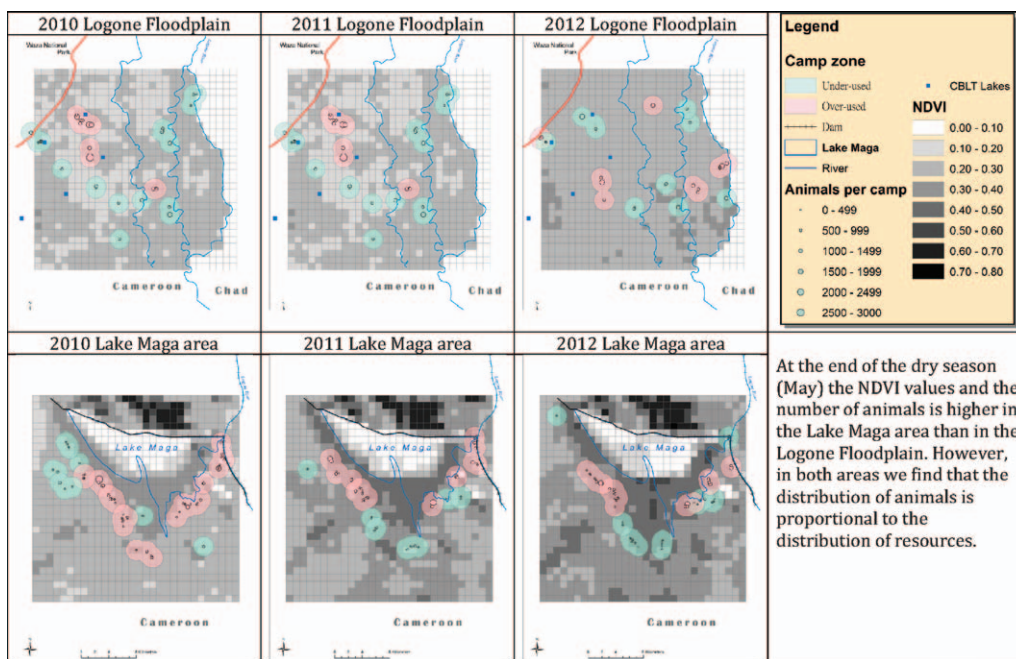 2010 Logone Floodplain
2011 Logone Floodplain
2012 Logone Floodplain
Waza National
Park
Waza National
Park
Waza National
Park
Cameroon
Chad
Cameroon
Chad
Cameroon
Chad
Legend
Camp zone
Under-used
Over-used
Dam
Lake Maga
River
Animals per camp
0 - 499
500 - 999
1000 - 1499
1500 - 1999
2000 - 2499
2500 - 3000
CBLT Lakes
NDVI
0.00 - 0.10
0.10 - 0.20
0.20 - 0.30
0.30 - 0.40
0.40 - 0.50
0.50 - 0.60
0.60 - 0.70
0.70 - 0.80
2010 Lake Maga area
2011 Lake Maga area
2012 Lake Maga area
Lake Maga
Lake Maga
Lake Maga
Cameroon
Cameroon
Cameroon
At the end of the dry season
(May) the NDVI values and the
number of animals is higher in
the Lake Maga area than in the
Logone Floodplain. However,
in both areas we find that the
distribution of animals is
proportional to the
distribution of resources.